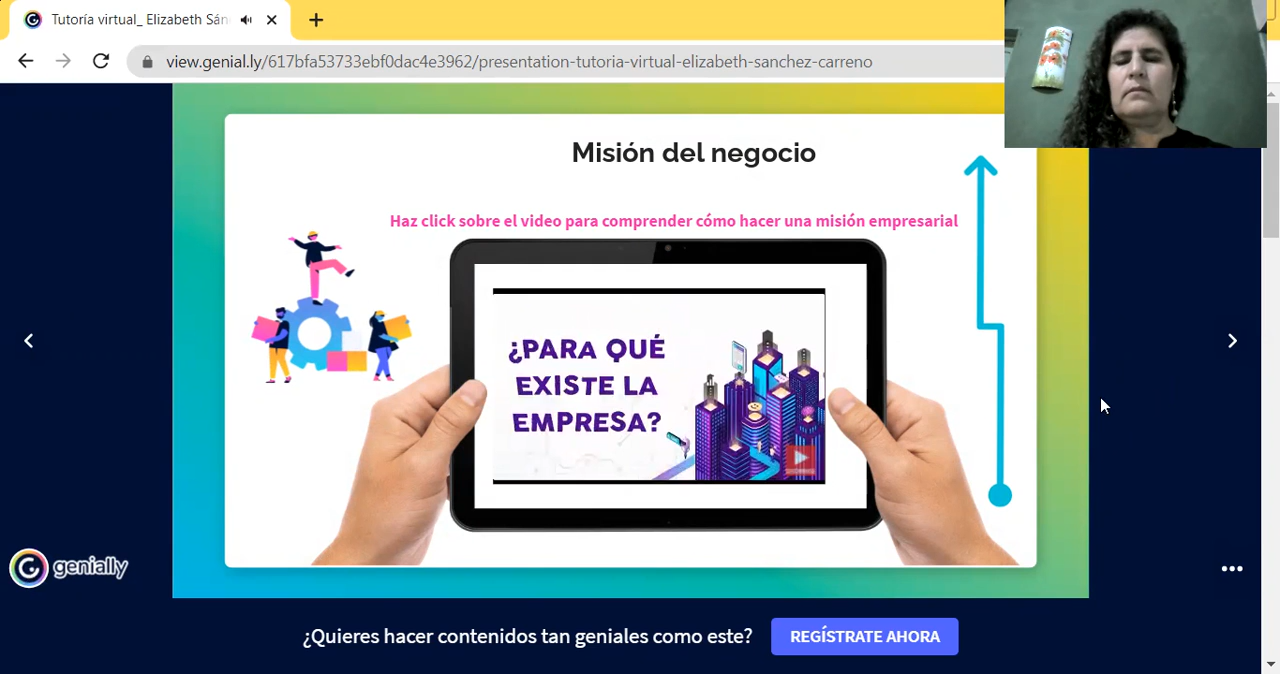 Tutoría virtual_ Elizabeth Sán
view.genial.ly/617bfa53733ebf0dac4e3962/presentation-tutoria-virtual-elizabeth-sanchez-carreno
Misión del negocio
Haz click sobre el video para comprender cómo hacer una misión empresarial
¿PARA QUÉ
EXISTE LA
EMPRESA?
genially
¿Quieres hacer contenidos tan geniales como este?
REGÍSTRATE AHORA